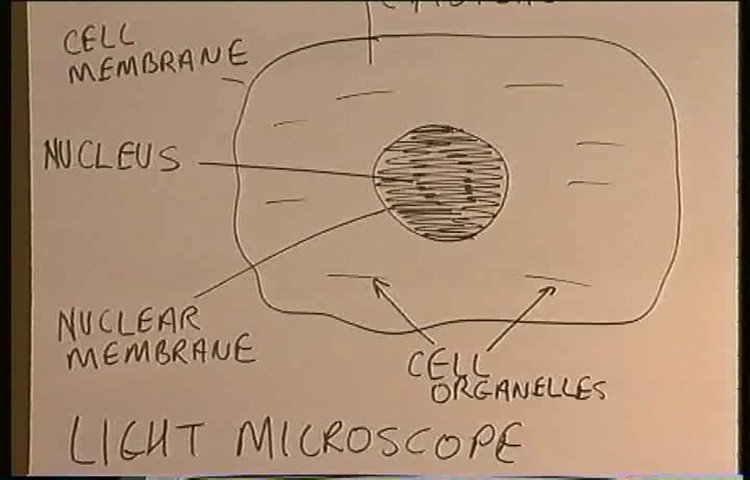 CELL
MEMBRANE
NUCLEUS
NUCLEAR
MEMBRANE
CELL
ORGANELLES
LIGHT MICROSCOPE